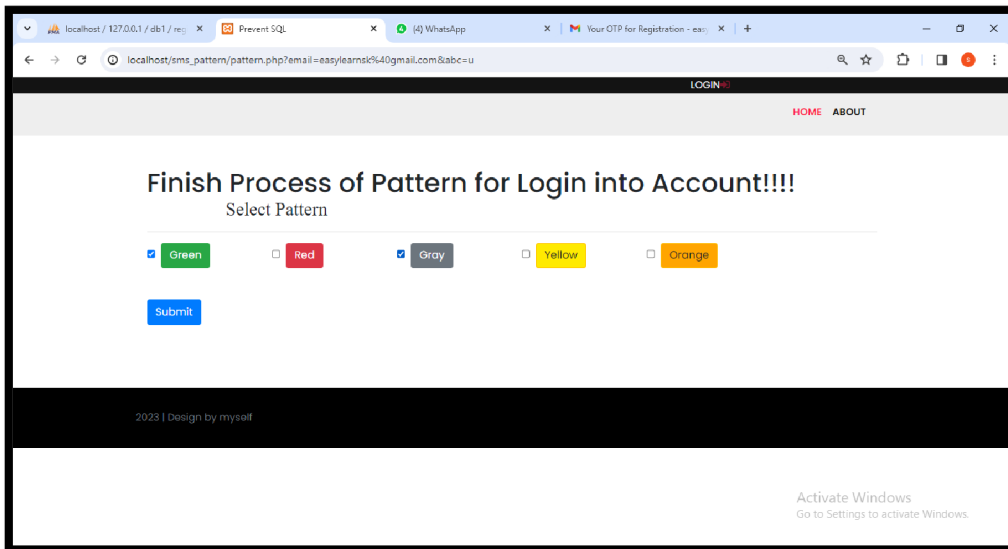 localhost / 127.0.0.1 / db1 / reg
Prevent SQL
(4) WhatsApp
Your OTP for Registration - easy
localhost/sms_pattern/pattern.php?email=easylearnsk%40gmail.com&abc=u
LOGIN
HOME ABOUT
Finish Process of Pattern for Login into Account!!!!
Select Pattern
Green Red Gray Yellow Orange
Submit
2023 | Design by myself
Activate Windows
Go to Settings to activate Windows.